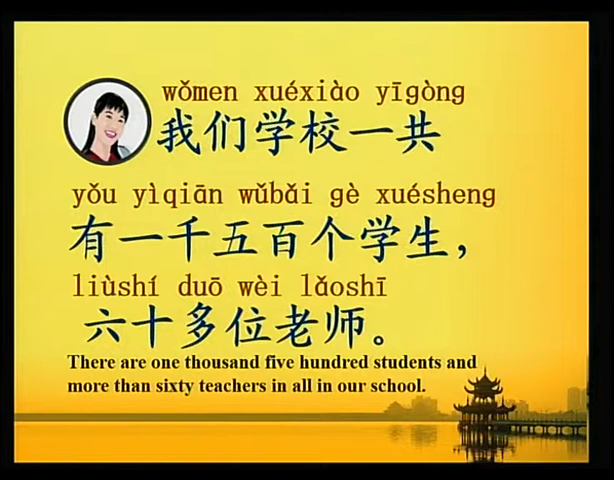 wǒmen xuéxiào yīgòng
我们学校一共
yǒu yìqiān wǔbǎi gè xuésheng
有一千五百个学生，
liùshí duō wèi lǎoshī
六十多位老师。
There are one thousand five hundred students and
more than sixty teachers in all in our school.